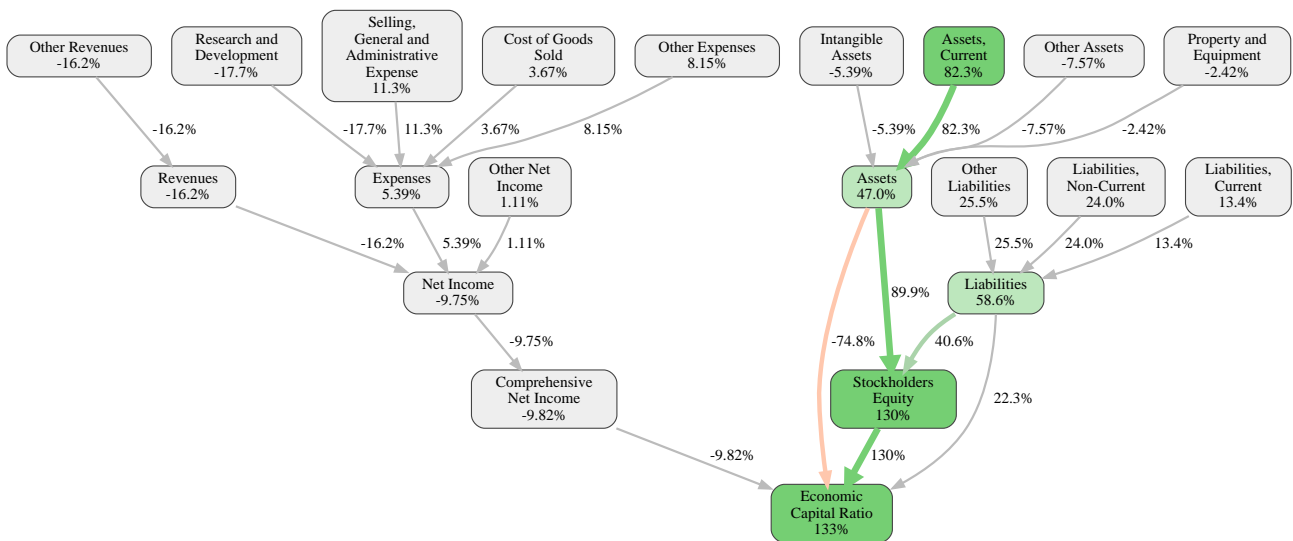 Other Revenues
-16.2%
Research and
Development
-17.7%
Selling,
General and
Administrative
Expense
11.3%
Cost of Goods
Sold
3.67%
Other Expenses
8.15%
Intangible
Assets
-5.39%
Assets,
Current
82.3%
Other Assets
-7.57%
Property and
Equipment
-2.42%
-16.2%
-17.7%
11.3%
3.67%
8.15%
-5.39%
82.3%
-7.57%
-2.42%
Revenues
-16.2%
Expenses
5.39%
Other Net
Income
1.11%
Assets
47.0%
Other
Liabilities
25.5%
Liabilities,
Non-Current
24.0%
Liabilities,
Current
13.4%
-16.2%
5.39%
1.11%
25.5%
24.0%
13.4%
Net Income
-9.75%
89.9%
Liabilities
58.6%
-9.75%
-74.8%
40.6%
Comprehensive
Net Income
-9.82%
Stockholders
Equity
130%
22.3%
-9.82%
130%
Economic
Capital Ratio
133%